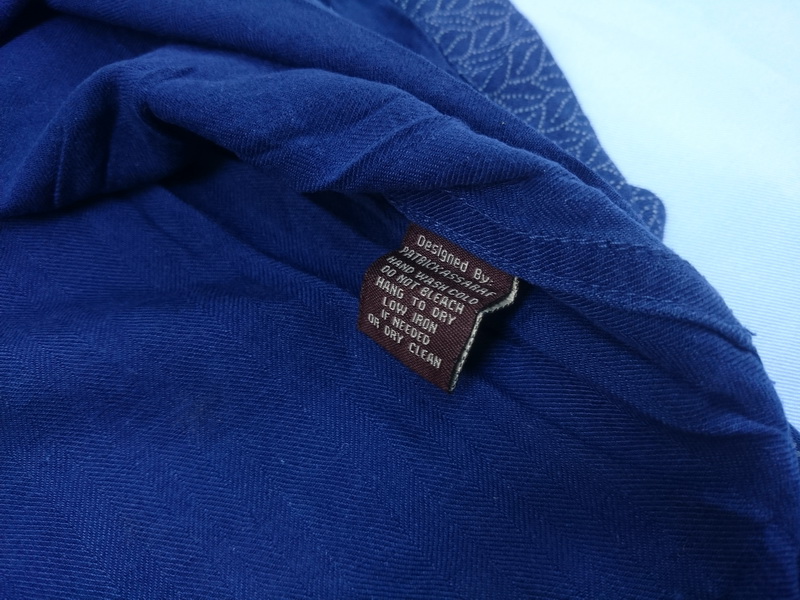 Designed By:
PATRICKASSARAF
HAND WASH COLD
DO NOT BLEACH
HANG TO DRY
LOW IRON
IF NEEDED
OR DRY CLEAN